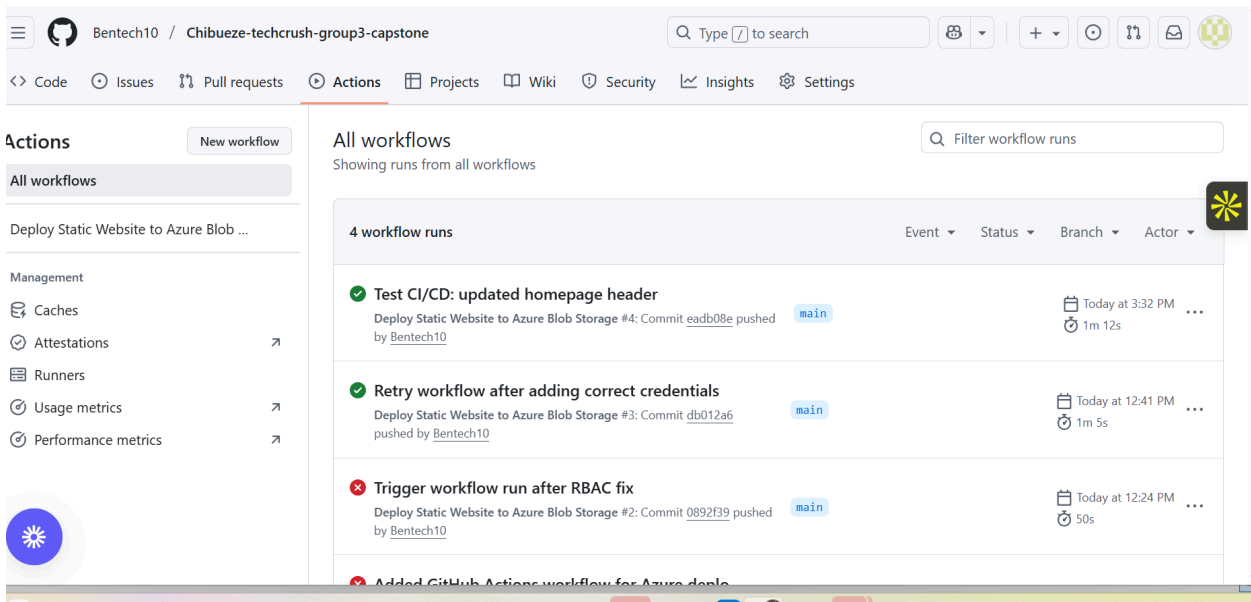 Bentech10 / Chibueze-techcrush-group3-capstone
Type / to search
Code
Issues
Pull requests
Actions
Projects
Wiki
Security
Insights
Settings
Actions
New workflow
All workflows
Deploy Static Website to Azure Blob ...
Management
Caches
Attestations
Runners
Usage metrics
Performance metrics
All workflows
Showing runs from all workflows
Filter workflow runs
4 workflow runs
Event
Status
Branch
Actor
Test CI/CD: updated homepage header
Deploy Static Website to Azure Blob Storage #4: Commit eadb08e pushed
by Bentech10
main
Today at 3:32 PM
1m 12s
Retry workflow after adding correct credentials
Deploy Static Website to Azure Blob Storage #3: Commit db012a6
pushed by Bentech10
main
Today at 12:41 PM
1m 5s
Trigger workflow run after RBAC fix
Deploy Static Website to Azure Blob Storage #2: Commit 0892f39 pushed
by Bentech10
main
Today at 12:24 PM
50s
Added GitHub Actions workflow for Azure deplo